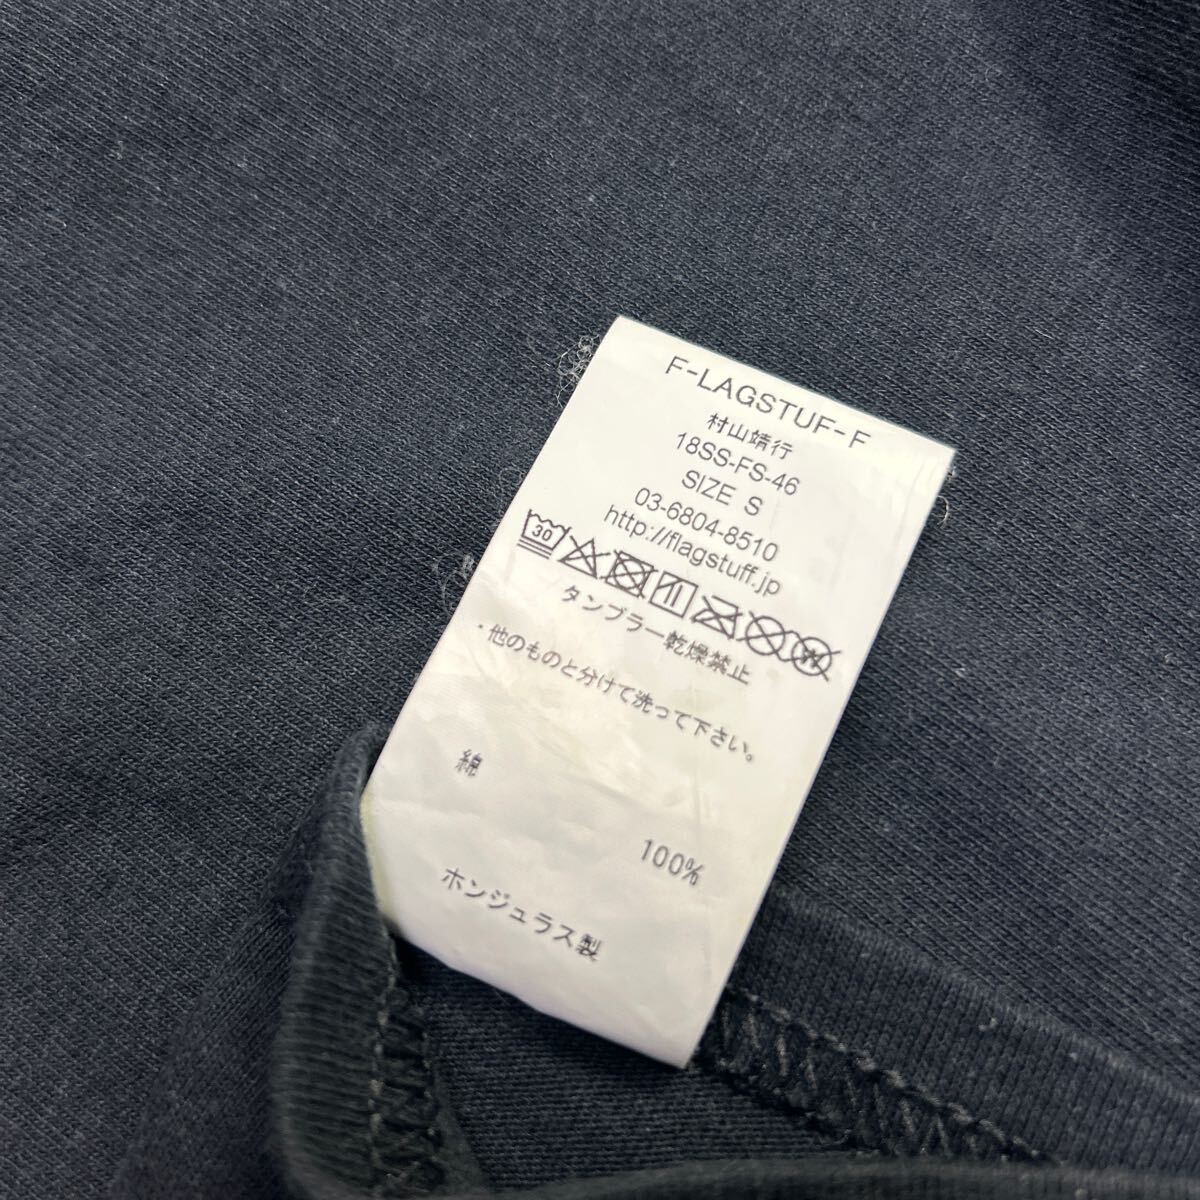 F-LAGSTUF-F
村山靖行
18SS-FS-46
SIZE S
03-6804-8510
http://flagstuff.jp
30
W
タンブラー乾燥禁止
・他のものと分けて洗って下さい。
綿 100%
ホンジュラス製